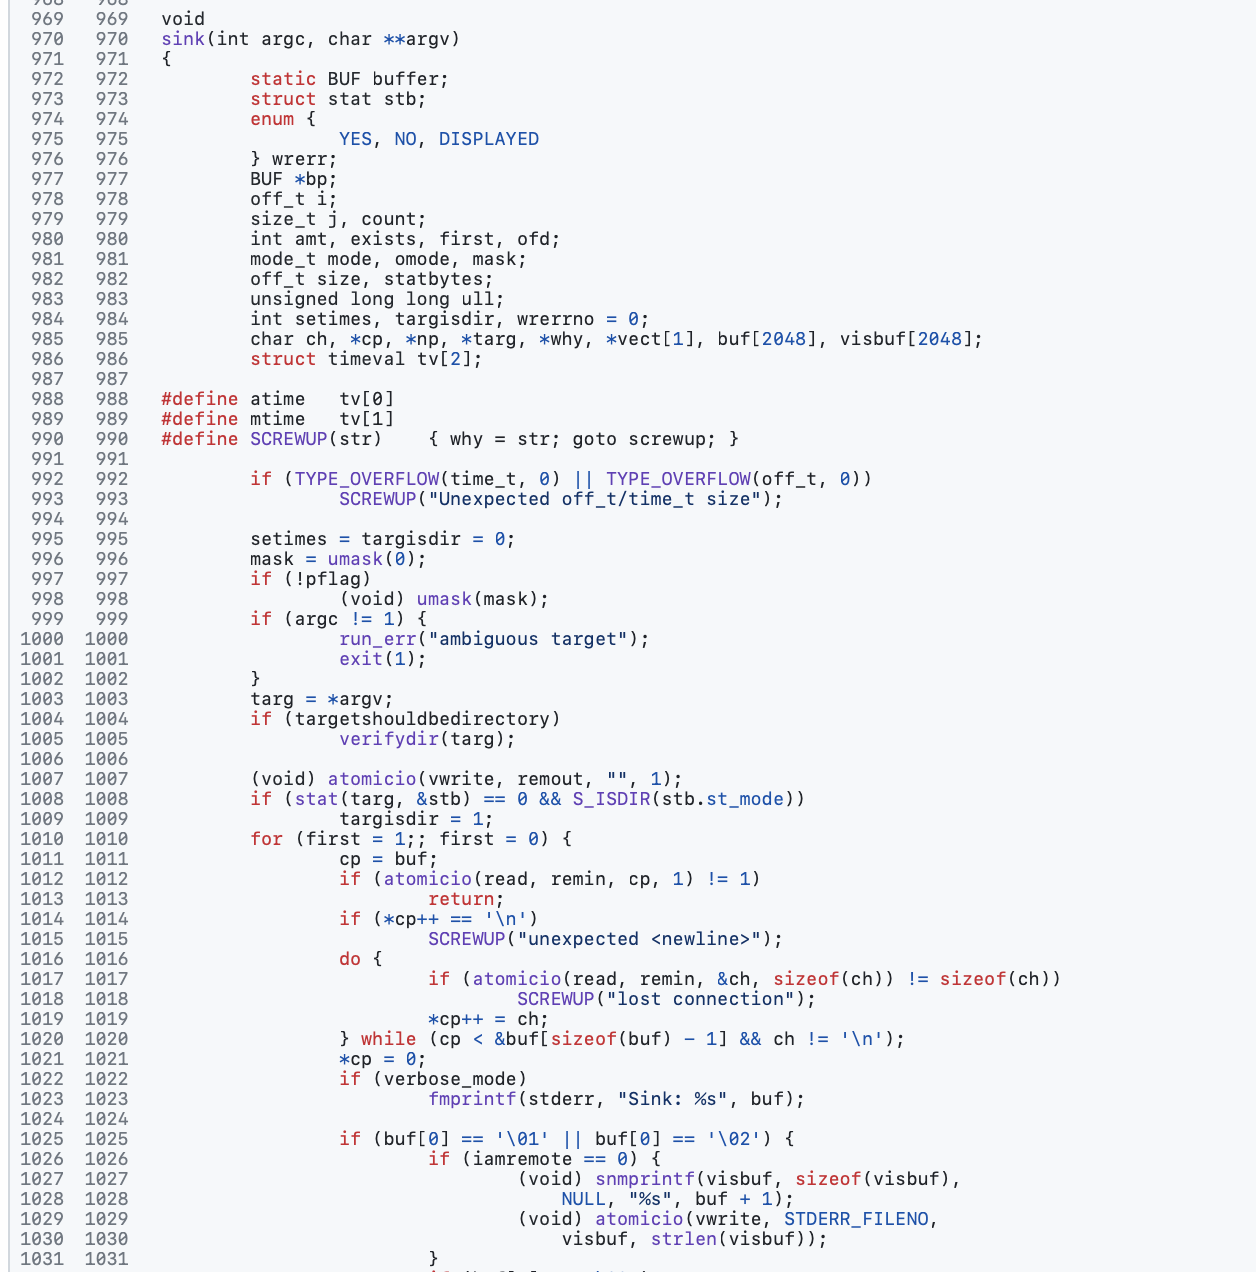 969 969 void
970 970 sink(int argc, char **argv)
971 971 {
972 972 static BUF buffer;
973 973 struct stat stb;
974 974 enum {
975 975 YES, NO, DISPLAYED
976 976 } wrerr;
977 977 BUF *bp;
978 978 off_t i;
979 979 size_t j, count;
980 980 int amt, exists, first, ofd;
981 981 mode_t mode, omode, mask;
982 982 off_t size, statbytes;
983 983 unsigned long long ull;
984 984 int setimes, targisdir, wrerrno = 0;
985 985 char ch, *cp, *np, *targ, *why, *vect[1], buf[2048], visbuf[2048];
986 986 struct timeval tv[2];
987 987
988 988 #define atime tv[0]
989 989 #define mtime tv[1]
990 990 #define SCREWUP(str) { why = str; goto screwup; }
991 991
992 992 if (TYPE_OVERFLOW(time_t, 0) || TYPE_OVERFLOW(off_t, 0))
993 993 SCREWUP("Unexpected off_t/time_t size");
994 994
995 995 setimes = targisdir = 0;
996 996 mask = umask(0);
997 997 if (!pflag)
998 998 (void) umask(mask);
999 999 if (argc != 1) {
1000 1000 run_err("ambiguous target");
1001 1001 exit(1);
1002 1002 }
1003 1003 targ = *argv;
1004 1004 if (targetshouldbedirectory)
1005 1005 verifydir(targ);
1006 1006
1007 1007 (void) atomicio(vwrite, remout, "", 1);
1008 1008 if (stat(targ, &stb) == 0 && S_ISDIR(stb.st_mode))
1009 1009 targisdir = 1;
1010 1010 for (first = 1;; first = 0) {
1011 1011 cp = buf;
1012 1012 if (atomicio(read, remin, cp, 1) != 1)
1013 1013 return;
1014 1014 if (*cp++ == '\n')
1015 1015 SCREWUP("unexpected <newline>");
1016 1016 do {
1017 1017 if (atomicio(read, remin, &ch, sizeof(ch)) != sizeof(ch))
1018 1018 SCREWUP("lost connection");
1019 1019 *cp++ = ch;
1020 1020 } while (cp < &buf[sizeof(buf) - 1] && ch != '\n');
1021 1021 *cp = 0;
1022 1022 if (verbose_mode)
1023 1023 fmprintf(stderr, "Sink: %s", buf);
1024 1024
1025 1025 if (buf[0] == '\01' || buf[0] == '\02') {
1026 1026 if (iamremote == 0) {
1027 1027 (void) snmprintf(visbuf, sizeof(visbuf),
1028 1028 NULL, "%s", buf + 1);
1029 1029 (void) atomicio(vwrite, STDERR_FILENO,
1030 1030 visbuf, strlen(visbuf));
1031 1031 }